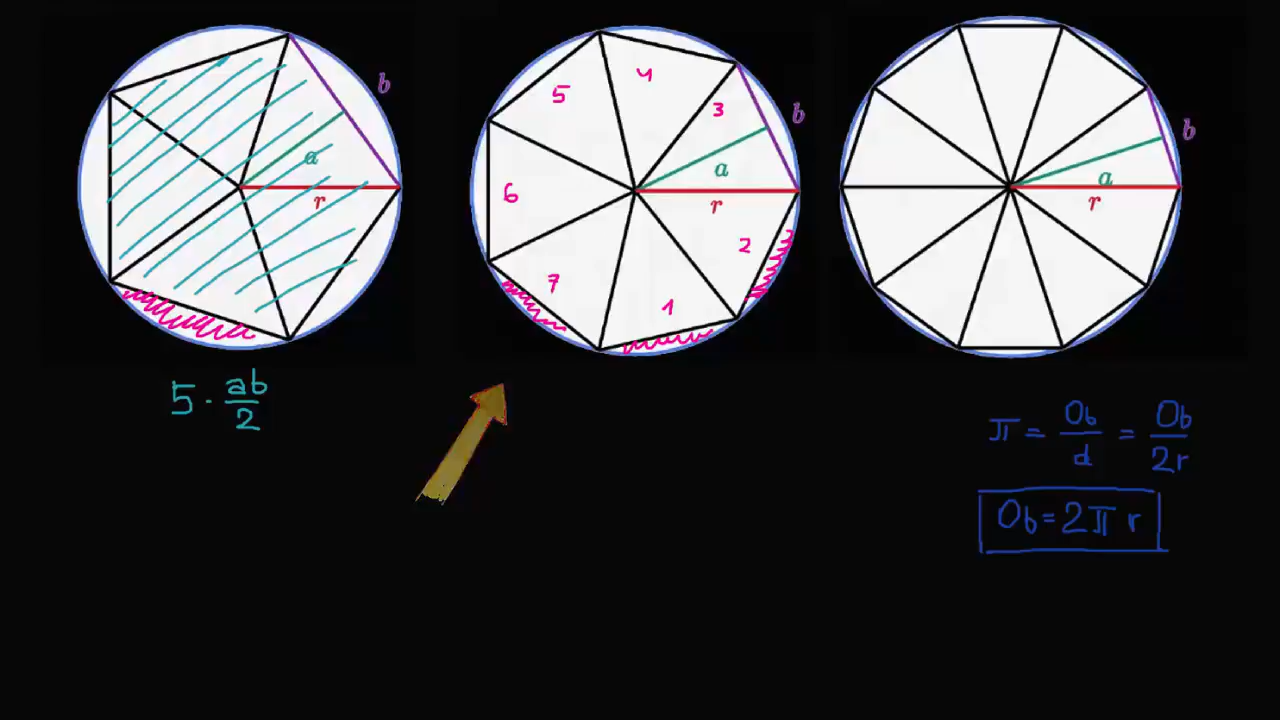 b
a
r
5 4 3 b
6 a
r
7 1 2
b
a
r
5 · ab/2
π = Ob/d = Ob/2r
Ob = 2π r